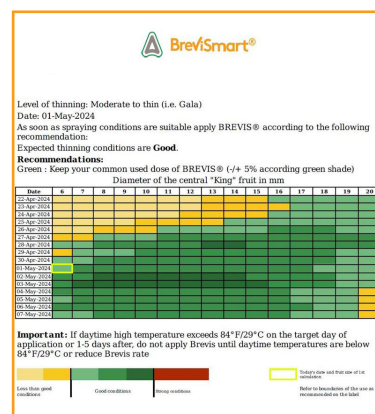 BreviSmart®
Level of thinning: Moderate to thin (i.e. Gala)
Date: 01-May-2024
As soon as spraying conditions are suitable apply BREVIS® according to the following
recommendation:
Expected thinning conditions are Good.
Recommendations:
Green : Keep your common used dose of BREVIS® (-/+ 5% according green shade)
Diameter of the central "King" fruit in mm
Date 6 7 8 9 10 11 12 13 14 15 16 17 18 19 20
22-Apr-2024
23-Apr-2024
24-Apr-2024
25-Apr-2024
26-Apr-2024
27-Apr-2024
28-Apr-2024
29-Apr-2024
30-Apr-2024
01-May-2024
02-May-2024
03-May-2024
04-May-2024
05-May-2024
06-May-2024
07-May-2024
Important: If daytime high temperature exceeds 84°F/29°C on the target day of
application or 1-5 days after, do not apply Brevis until daytime temperatures are below
84°F/29°C or reduce Brevis rate
Less than good
conditions
Good conditions
Strong conditions
Today's date and fruit size of 1st
calculation
Refer to boundaries of the use as
recommended on the label